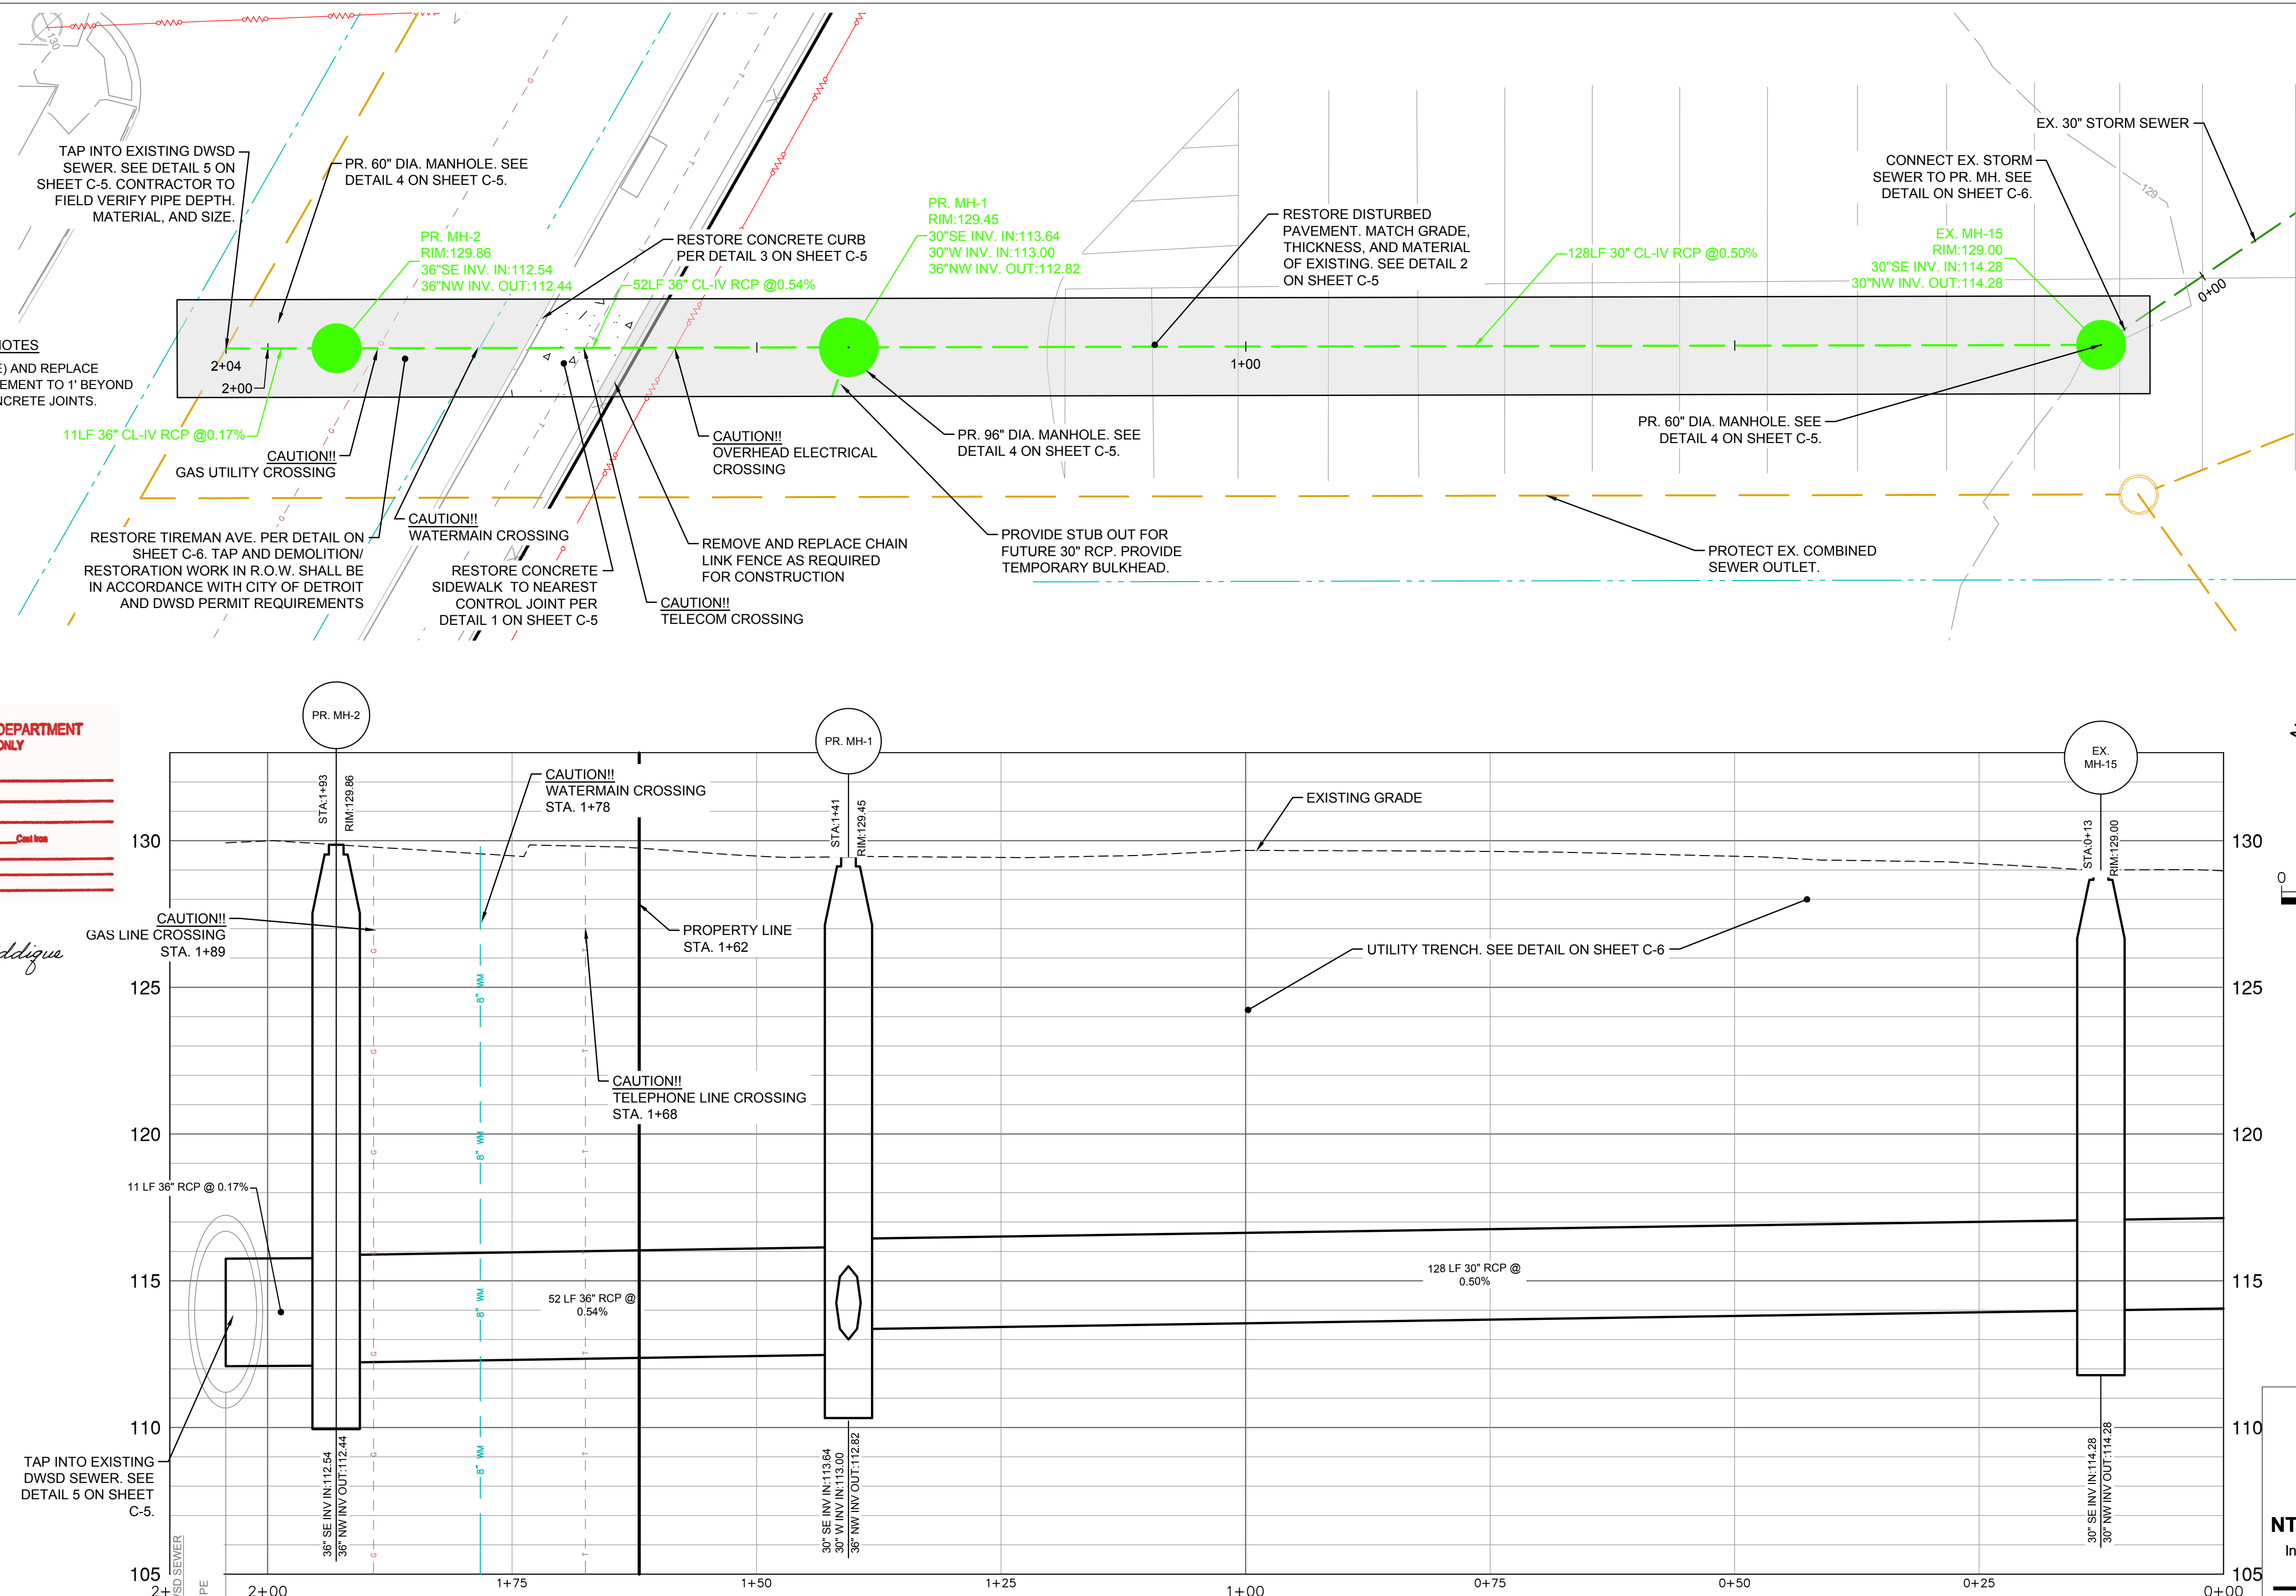 130
TAP INTO EXISTING DWSD
SEWER. SEE DETAIL 5 ON
SHEET C-5. CONTRACTOR TO
FIELD VERIFY PIPE DEPTH.
MATERIAL, AND SIZE.
PR. 60" DIA. MANHOLE. SEE
DETAIL 4 ON SHEET C-5.
PR. MH-2
RIM:129.86
36"SE INV. IN:112.54
36"NW INV. OUT:112.44
RESTORE CONCRETE CURB
PER DETAIL 3 ON SHEET C-5
52LF 36" CL-IV RCP @0.54%
PR. MH-1
RIM:129.45
30"SE INV. IN:113.64
30"W INV. IN:113.00
36"NW INV. OUT:112.82
RESTORE DISTURBED
PAVEMENT. MATCH GRADE,
THICKNESS, AND MATERIAL
OF EXISTING. SEE DETAIL 2
ON SHEET C-5
128LF 30" CL-IV RCP @0.50%
EX. 30" STORM SEWER
CONNECT EX. STORM
SEWER TO PR. MH. SEE
DETAIL ON SHEET C-6.
129
EX. MH-15
RIM:129.00
30"SE INV. IN:114.28
30"NW INV. OUT:114.28
0+00
NOTES
E) AND REPLACE
EMENT TO 1' BEYOND
NCRETE JOINTS.
2+04
2+00
1+00
11LF 36" CL-IV RCP @0.17%
CAUTION!!
GAS UTILITY CROSSING
G
G
G
RESTORE TIREMAN AVE. PER DETAIL ON
SHEET C-6. TAP AND DEMOLITION/
RESTORATION WORK IN R.O.W. SHALL BE
IN ACCORDANCE WITH CITY OF DETROIT
AND DWSD PERMIT REQUIREMENTS
CAUTION!!
WATERMAIN CROSSING
RESTORE CONCRETE
SIDEWALK TO NEAREST
CONTROL JOINT PER
DETAIL 1 ON SHEET C-5
CAUTION!!
OVERHEAD ELECTRICAL
CROSSING
REMOVE AND REPLACE CHAIN
LINK FENCE AS REQUIRED
FOR CONSTRUCTION
CAUTION!!
TELECOM CROSSING
PR. 96" DIA. MANHOLE. SEE
DETAIL 4 ON SHEET C-5.
PROVIDE STUB OUT FOR
FUTURE 30" RCP. PROVIDE
TEMPORARY BULKHEAD.
PR. 60" DIA. MANHOLE. SEE
DETAIL 4 ON SHEET C-5.
PROTECT EX. COMBINED
SEWER OUTLET.
DEPARTMENT
ONLY
Cast Iron
PR. MH-2
STA:1+93
RIM:129.86
CAUTION!!
WATERMAIN CROSSING
STA. 1+78
PR. MH-1
STA:1+41
RIM:129.45
EXISTING GRADE
EX.
MH-15
STA:0+13
RIM:129.00
130
130
0
CAUTION!!
GAS LINE CROSSING
STA. 1+89
PROPERTY LINE
STA. 1+62
UTILITY TRENCH. SEE DETAIL ON SHEET C-6
125
125
G
G
G
G
G
G
G
8" WM
8" WM
8" WM
8" WM
T
T
T
T
T
T
T
CAUTION!!
TELEPHONE LINE CROSSING
STA. 1+68
120
120
11 LF 36" RCP @ 0.17%
115
115
52 LF 36" RCP @
0.54%
128 LF 30" RCP @
0.50%
110
110
TAP INTO EXISTING
DWSD SEWER. SEE
DETAIL 5 ON SHEET
C-5.
36" SE INV IN:112.54
36" NW INV OUT:112.44
30" SE INV IN:113.64
30" W INV IN:113.00
36" NW INV OUT:112.82
30" SE INV IN:114.28
30" NW INV OUT:114.28
NT
In
105
105
WSD SEWER
PE
2+
2+00
1+75
1+50
1+25
1+00
0+75
0+50
0+25
0+00